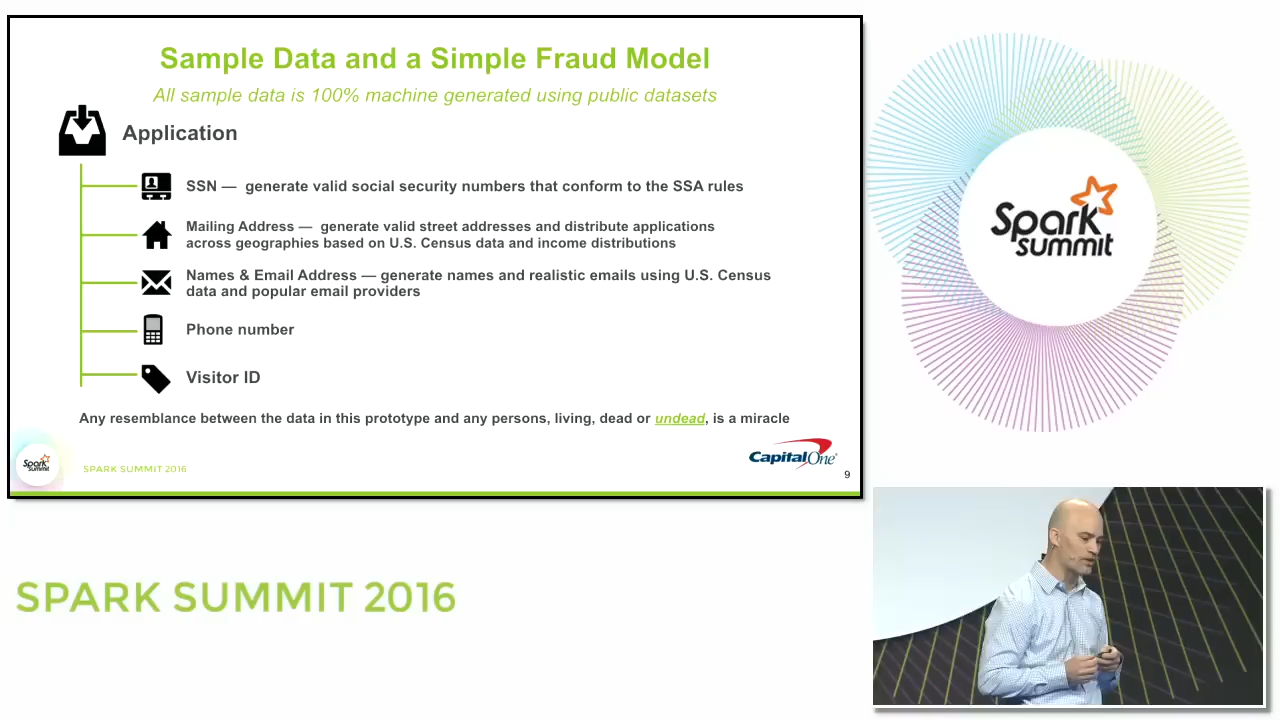 Sample Data and a Simple Fraud Model
All sample data is 100% machine generated using public datasets
Application
SSN — generate valid social security numbers that conform to the SSA rules
Mailing Address — generate valid street addresses and distribute applications
across geographies based on U.S. Census data and income distributions
Names & Email Address — generate names and realistic emails using U.S. Census
data and popular email providers
Phone number
Visitor ID
Any resemblance between the data in this prototype and any persons, living, dead or undead, is a miracle
Spark
summit
SPARK SUMMIT 2016
CapitalOne
9
Spark
summit
SPARK SUMMIT 2016